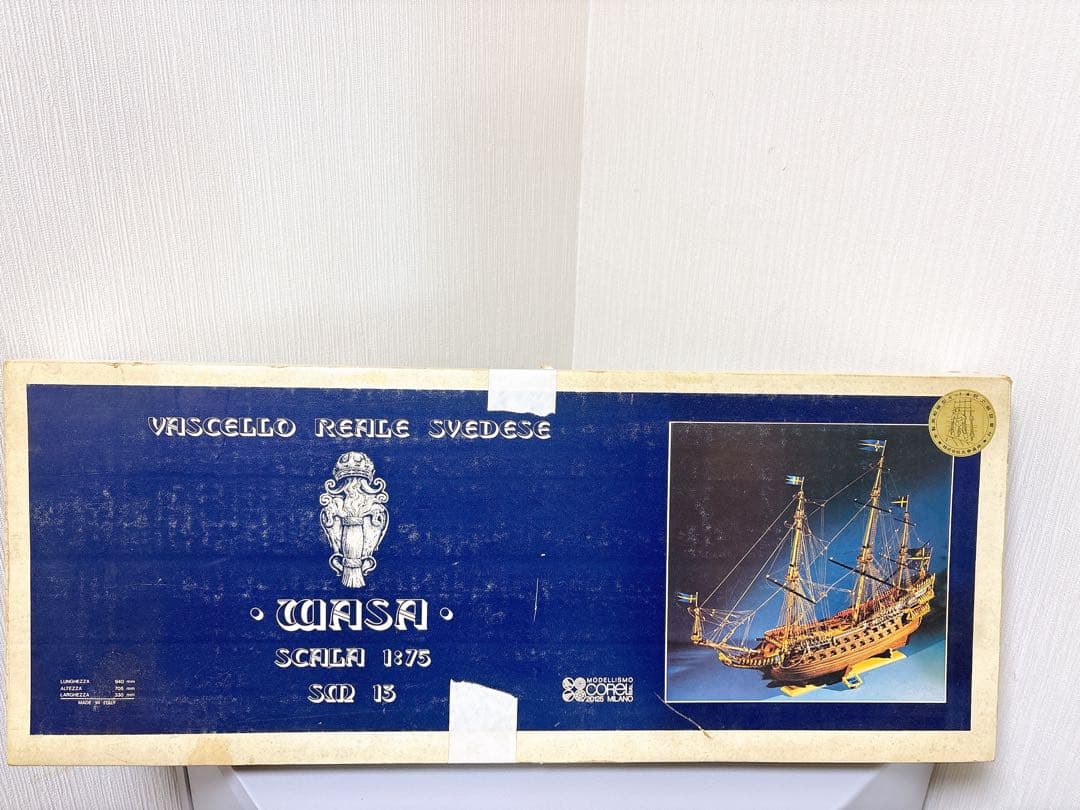 VASCELLO REALE SVEDESE
• WASA •
SCALA 1:75
SM 13
LUNGHEZZA 940 mm
ALTEZZA 705 mm
LARGHEZZA 330 mm
MADE IN ITALY
MODELLISMO
COREL
20125 MILANO